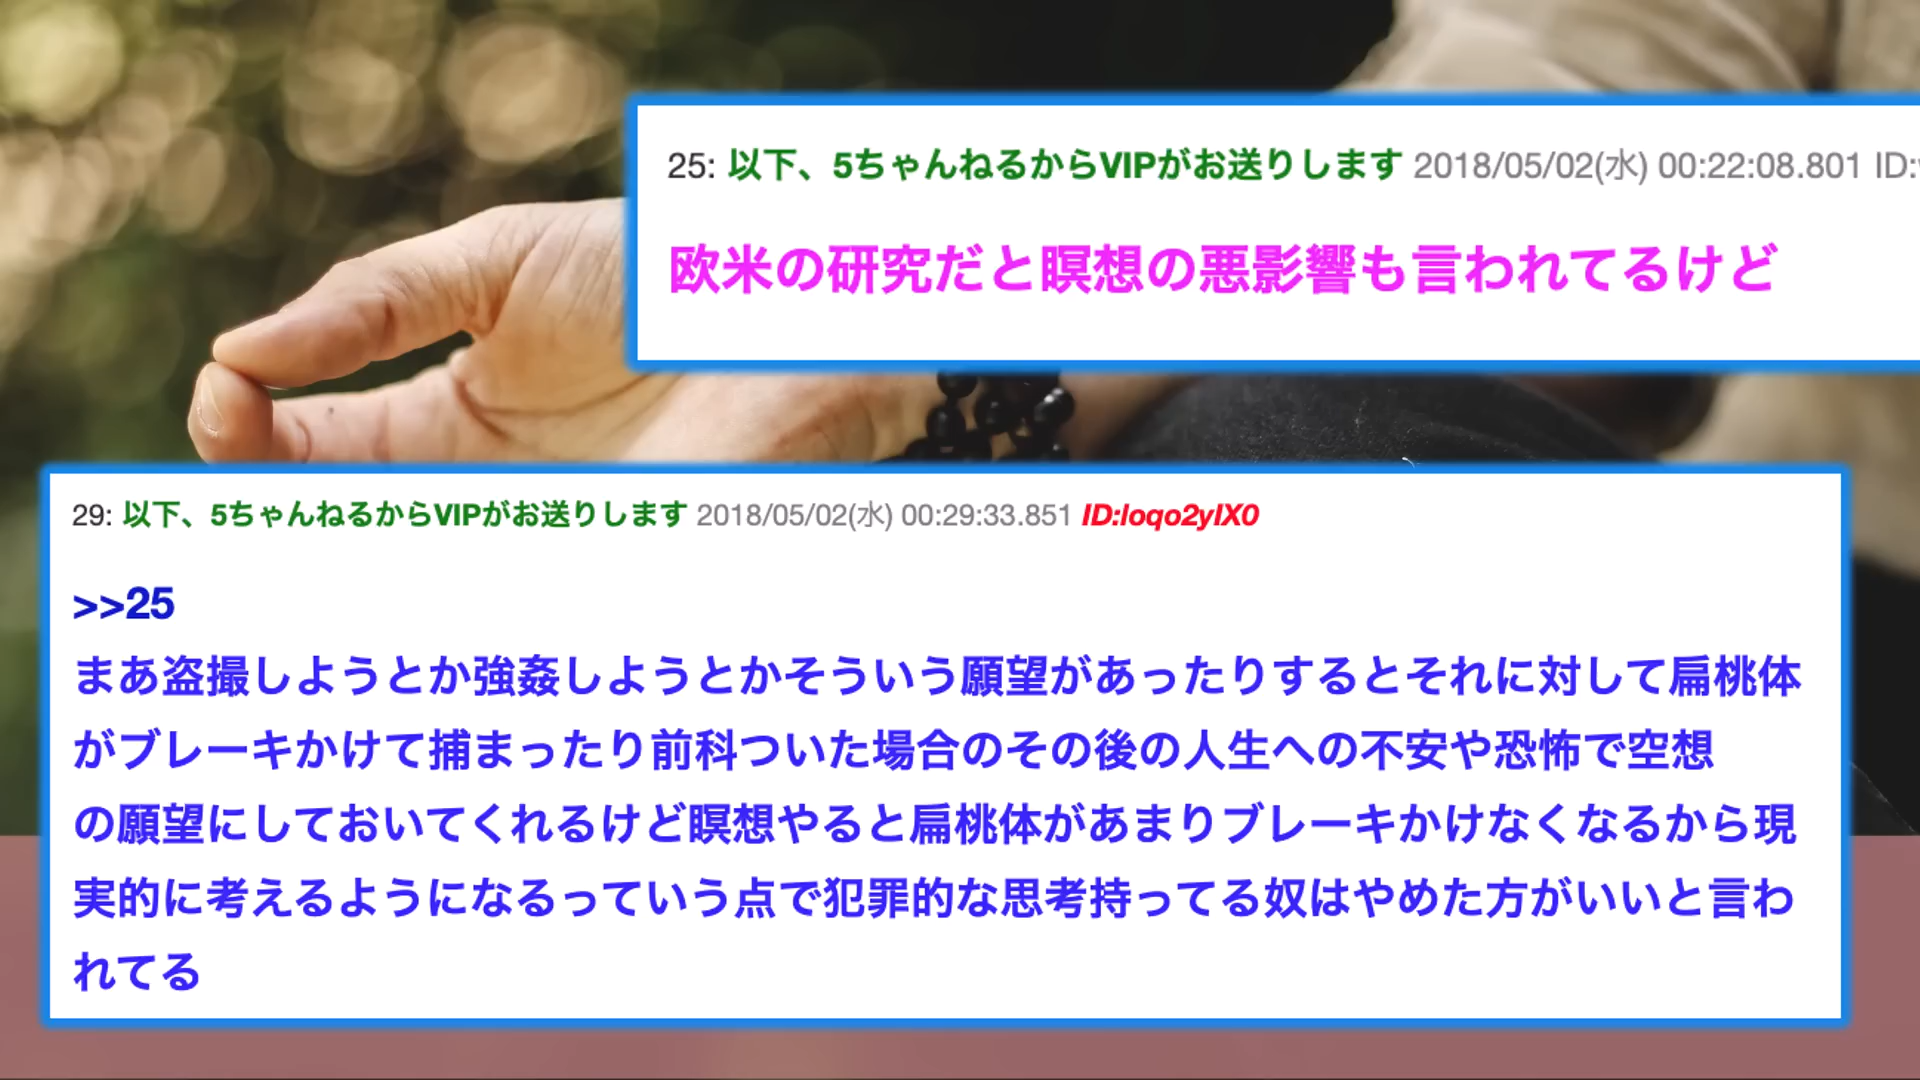 25: 以下、5ちゃんねるからVIPがお送りします 2018/05/02(水) 00:22:08.801 ID:
欧米の研究だと瞑想の悪影響も言われてるけど
29: 以下、5ちゃんねるからVIPがお送りします 2018/05/02(水) 00:29:33.851 ID:loqo2yIX0
>>25
まあ盗撮しようとか強姦しようとかそういう願望があったりするとそれに対して扁桃体
がブレーキかけて捕まったり前科ついた場合のその後の人生への不安や恐怖で空想
の願望にしておいてくれるけど瞑想やると扁桃体があまりブレーキかけなくなるから現
実的に考えるようになるっていう点で犯罪的な思考持ってる奴はやめた方がいいと言わ
れてる